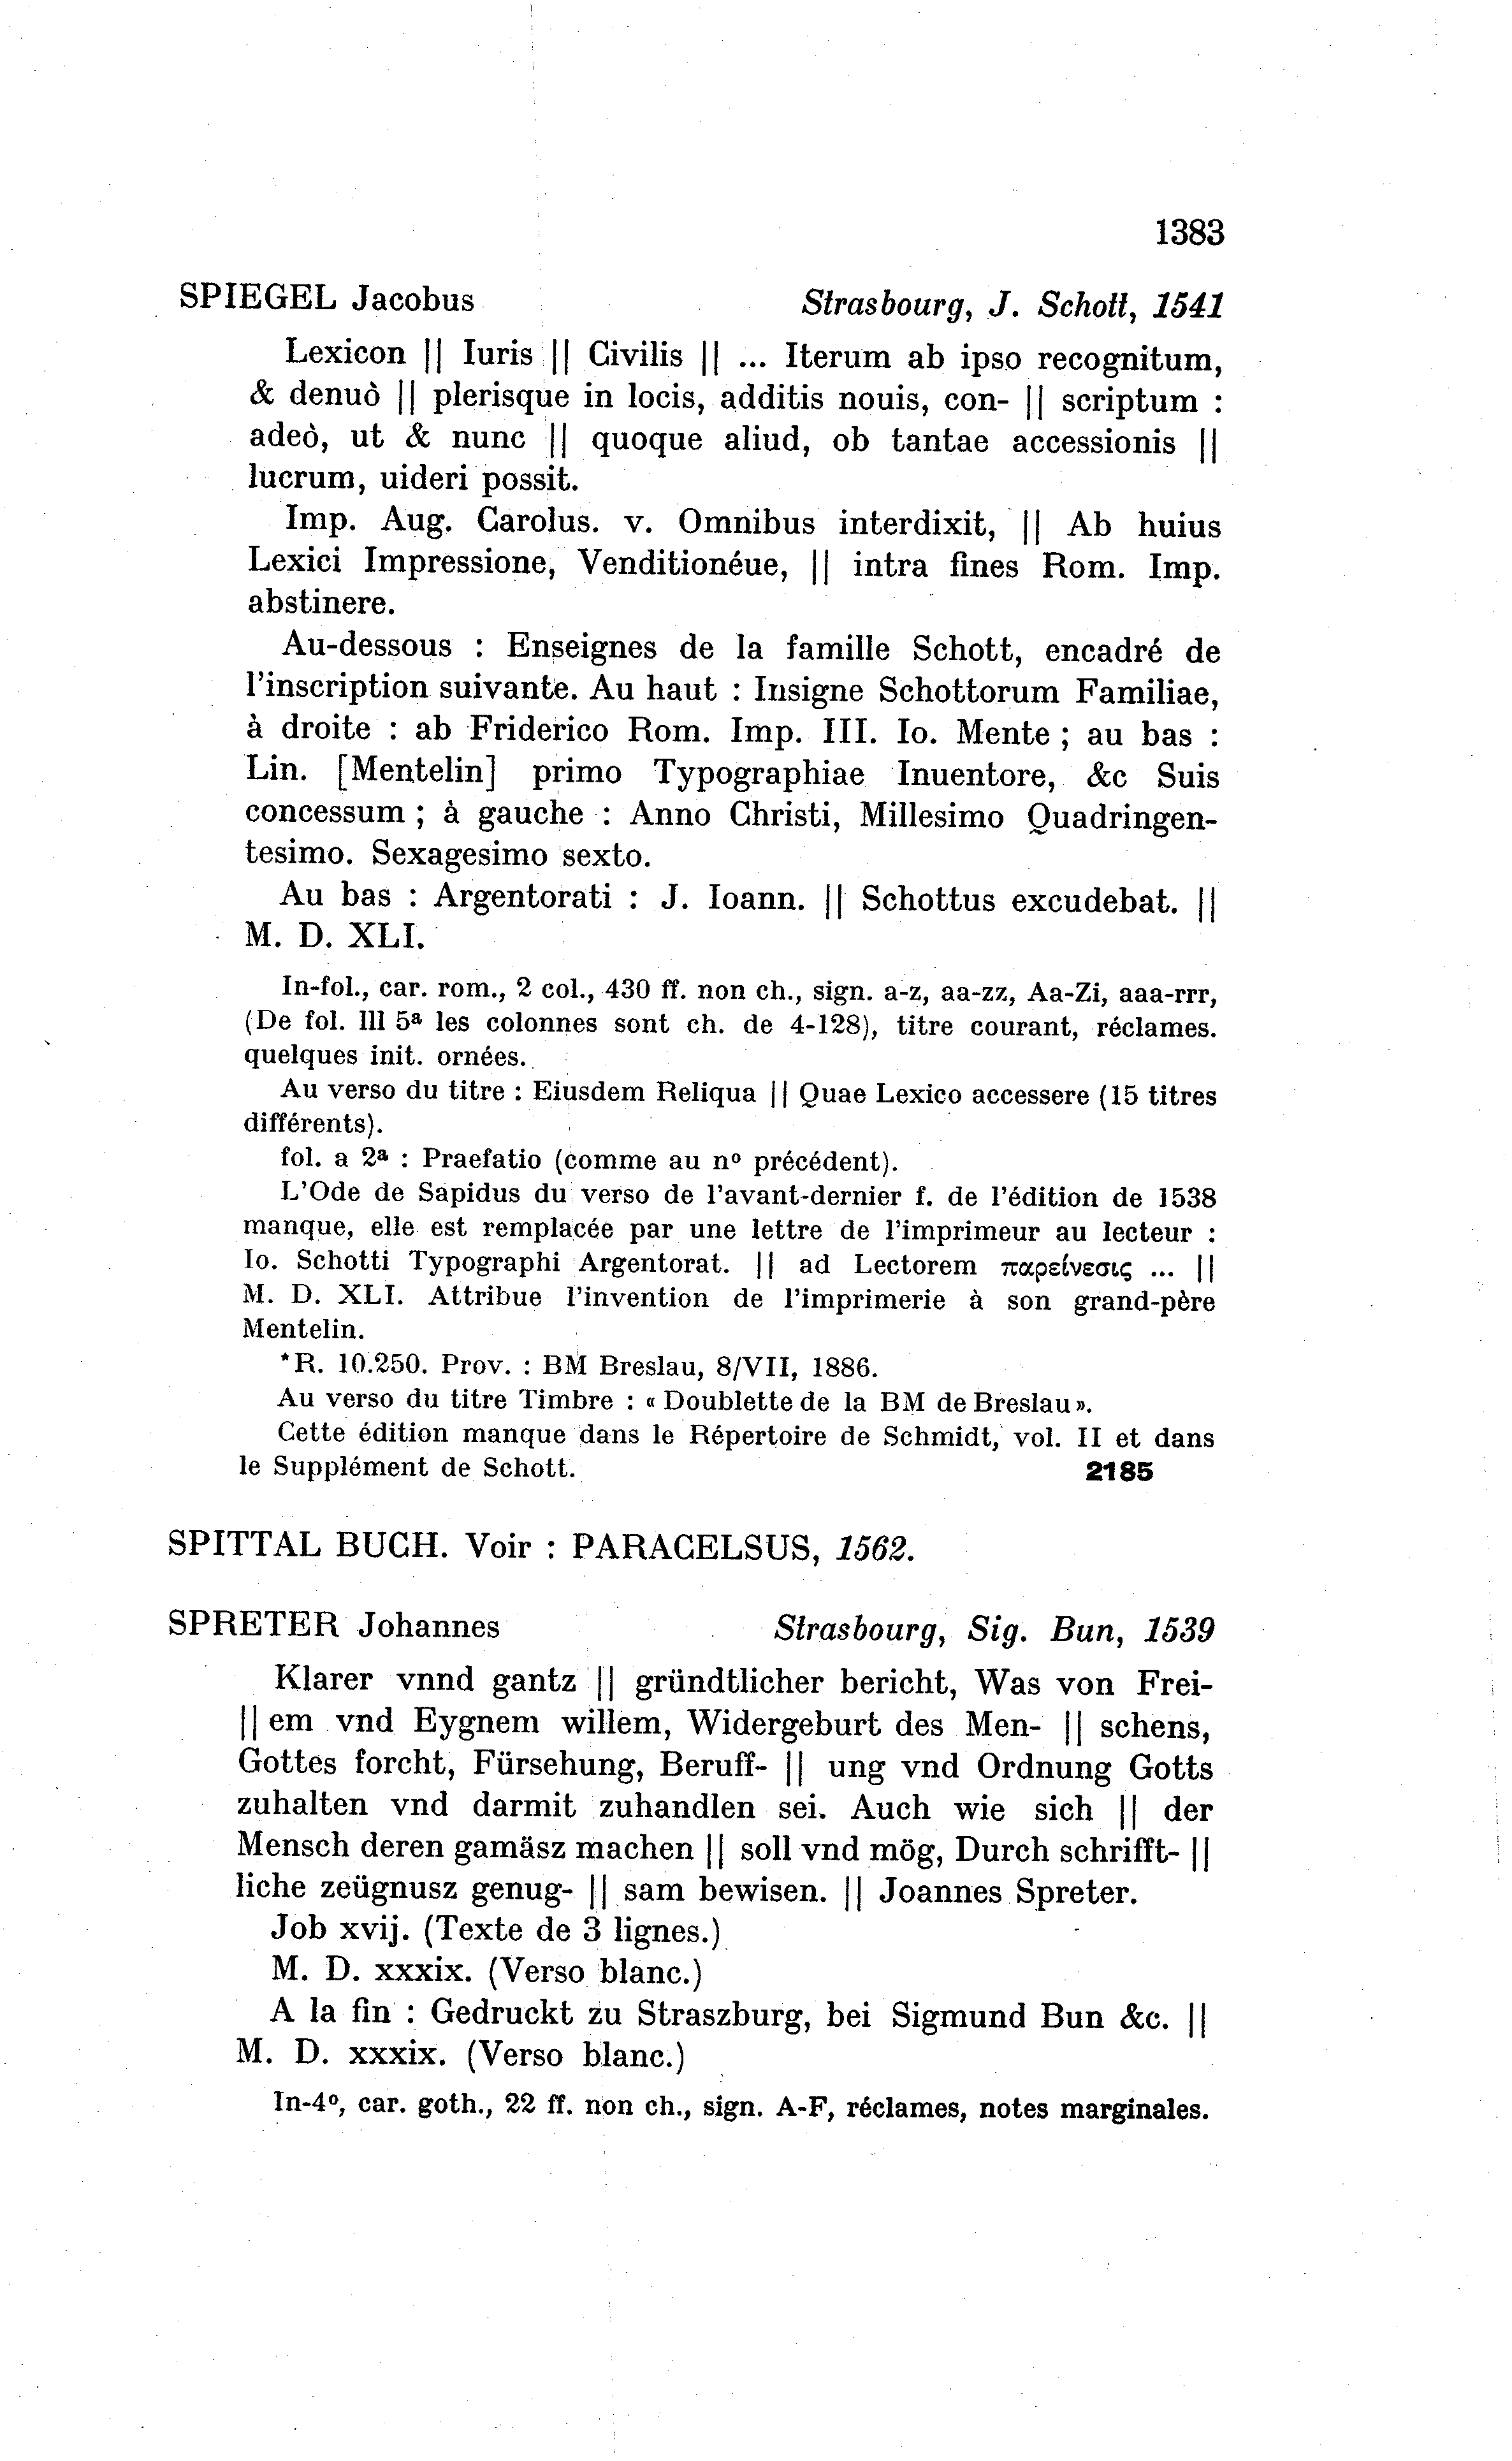 1383
SPIEGEL Jacobus Strasbourg, J. Schott, 1541
Lexicon || Iuris || Civilis || ... Iterum ab ipso recognitum,
& denuò || plerisque in locis, additis nouis, con- || scriptum :
adeò, ut & nunc || quoque aliud, ob tantae accessionis ||
lucrum, uideri possit.
Imp. Aug. Carolus. v. Omnibus interdixit, || Ab huius
Lexici Impressione, Venditionéue, || intra fines Rom. Imp.
abstinere.
Au-dessous : Enseignes de la famille Schott, encadré de
l'inscription suivante. Au haut : Insigne Schottorum Familiae,
à droite : ab Friderico Rom. Imp. III. Io. Mente ; au bas :
Lin. [Mentelin] primo Typographiae Inuentore, &c Suis
concessum ; à gauche : Anno Christi, Millesimo Quadringen-
tesimo. Sexagesimo sexto.
Au bas : Argentorati : J. Ioann. || Schottus excudebat. ||
M. D. XLI.
In-fol., car. rom., 2 col., 430 ff. non ch., sign. a-z, aa-zz, Aa-Zi, aaa-rrr,
(De fol. lll 5ª les colonnes sont ch. de 4-128), titre courant, réclames.
quelques init. ornées.
Au verso du titre : Eiusdem Reliqua || Quae Lexico accessere (15 titres
différents).
fol. a 2ª : Praefatio (comme au nº précédent).
L'Ode de Sapidus du verso de l'avant-dernier f. de l'édition de 1538
manque, elle est remplacée par une lettre de l'imprimeur au lecteur :
Io. Schotti Typographi Argentorat. || ad Lectorem παρείνεσις ... ||
M. D. XLI. Attribue l'invention de l'imprimerie à son grand-père
Mentelin.
*R. 10.250. Prov. : BM Breslau, 8/VII, 1886.
Au verso du titre Timbre : « Doublette de la BM de Breslau».
Cette édition manque dans le Répertoire de Schmidt, vol. II et dans
le Supplément de Schott. 2185
SPITTAL BUCH. Voir : PARACELSUS, 1562.
SPRETER Johannes Strasbourg, Sig. Bun, 1539
Klarer vnnd gantz || gründtlicher bericht, Was von Frei-
|| em vnd Eygnem willem, Widergeburt des Men- || schens,
Gottes forcht, Fürsehung, Beruff- || ung vnd Ordnung Gotts
zuhalten vnd darmit zuhandlen sei. Auch wie sich || der
Mensch deren gamäsz machen || soll vnd mög, Durch schrifft- ||
liche zeügnusz genug- || sam bewisen. || Joannes Spreter.
Job xvij. (Texte de 3 lignes.)
M. D. xxxix. (Verso blanc.)
A la fin : Gedruckt zu Straszburg, bei Sigmund Bun &c. ||
M. D. xxxix. (Verso blanc.)
In-4º, car. goth., 22 ff. non ch., sign. A-F, réclames, notes marginales.